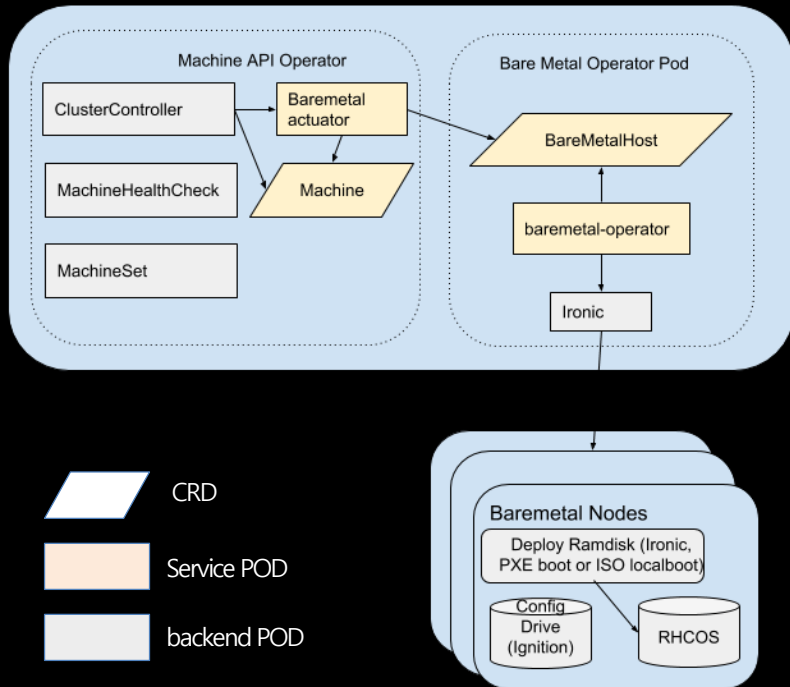 Machine API Operator
Bare Metal Operator Pod
ClusterController
Baremetal
actuator
BareMetalHost
MachineHealthCheck
Machine
baremetal-operator
MachineSet
Ironic
CRD
Service POD
backend POD
Baremetal Nodes
Deploy Ramdisk (Ironic,
PXE boot or ISO localboot)
Config
Drive
(Ignition)
RHCOS